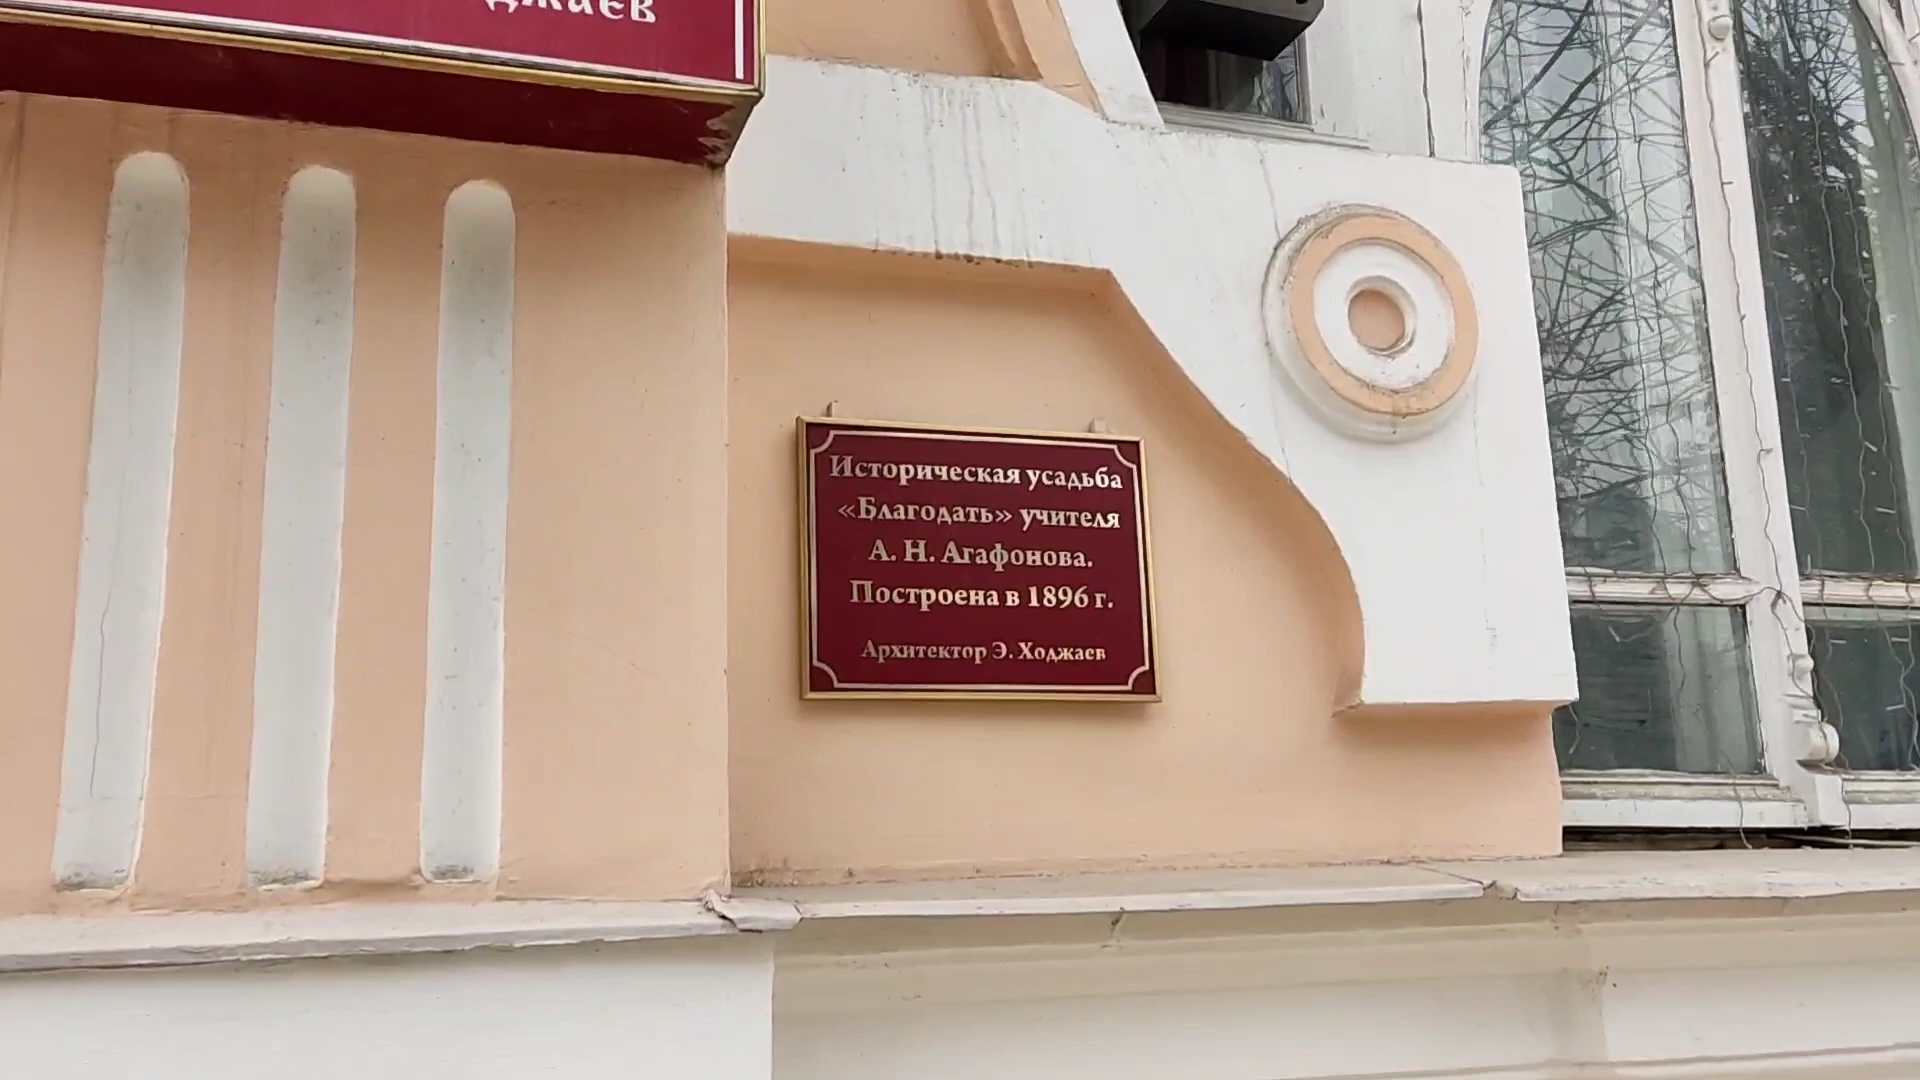 Историческая усадьба
«Благодать» учителя
А. Н. Агафонова.
Построена в 1896 г.
Архитектор Э. Ходжаев